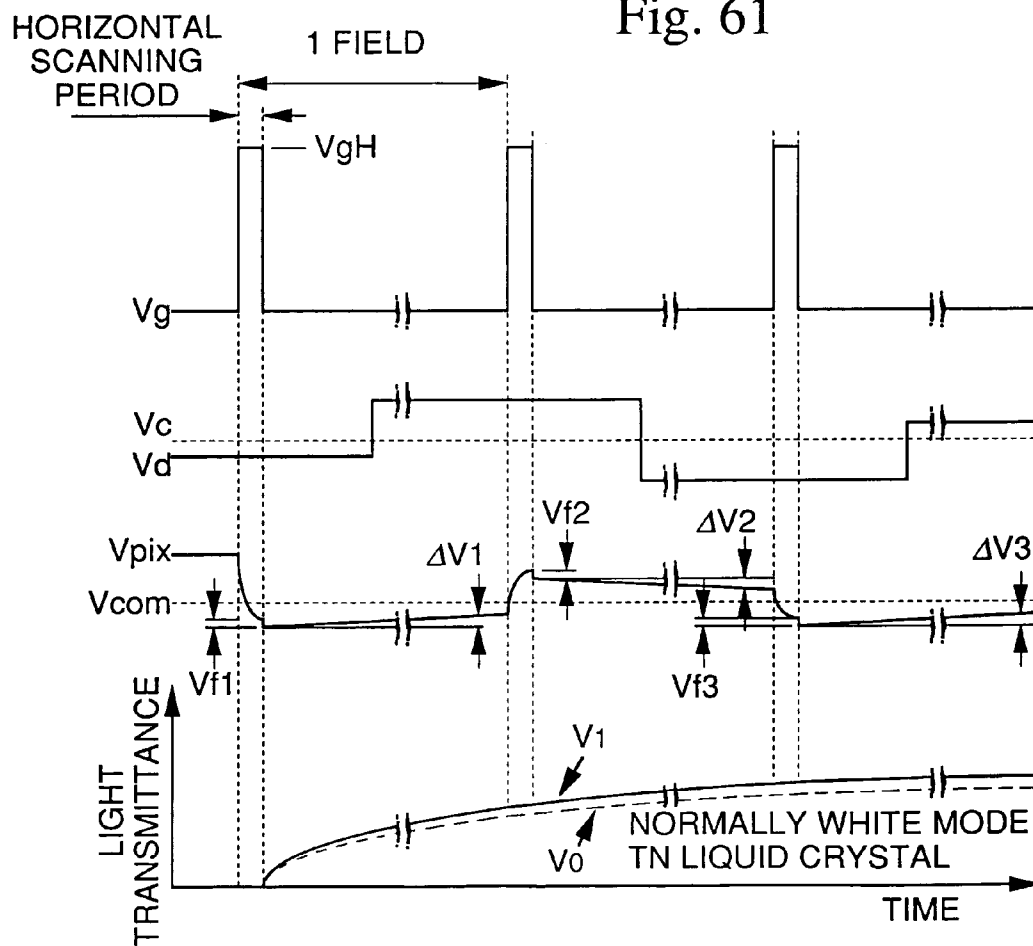 Fig. 61
HORIZONTAL
SCANNING
PERIOD
1 FIELD
VgH
Vg
Vc
Vd
Vf2
ΔV2
Vpix
ΔV1
ΔV3
Vcom
Vf1
Vf3
LIGHT
TRANSMITTANCE
V1
V0
NORMALLY WHITE MODE
TN LIQUID CRYSTAL
TIME